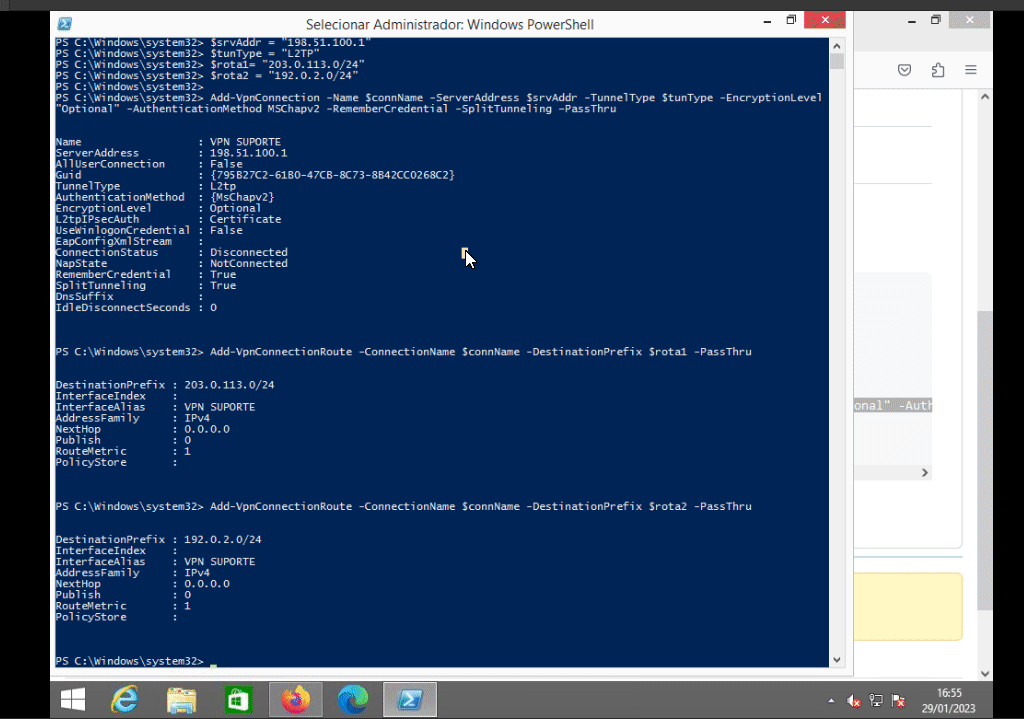 Selecionar Administrador: Windows PowerShell
PS C:\Windows\system32> $srvAddr = "198.51.100.1"
PS C:\Windows\system32> $tunType = "L2TP"
PS C:\Windows\system32> $rota1= "203.0.113.0/24"
PS C:\Windows\system32> $rota2 = "192.0.2.0/24"
PS C:\Windows\system32>
PS C:\Windows\system32> Add-VpnConnection -Name $connName -ServerAddress $srvAddr -TunnelType $tunType -EncryptionLevel
"Optional" -AuthenticationMethod MSChapv2 -RememberCredential -SplitTunneling -PassThru
Name : VPN SUPORTE
ServerAddress : 198.51.100.1
AllUserConnection : False
Guid : {795B27C2-61B0-47CB-8C73-8B42CC0268C2}
TunnelType : L2tp
AuthenticationMethod : {MsChapv2}
EncryptionLevel : Optional
L2tpIPsecAuth : Certificate
UseWinlogonCredential : False
EapConfigXmlStream :
ConnectionStatus : Disconnected
NapState : NotConnected
RememberCredential : True
SplitTunneling : True
DnsSuffix :
IdleDisconnectSeconds : 0
PS C:\Windows\system32> Add-VpnConnectionRoute -ConnectionName $connName -DestinationPrefix $rota1 -PassThru
DestinationPrefix : 203.0.113.0/24
InterfaceIndex :
InterfaceAlias : VPN SUPORTE
AddressFamily : IPv4
NextHop : 0.0.0.0
Publish : 0
RouteMetric : 1
PolicyStore :
onal" -Auth
PS C:\Windows\system32> Add-VpnConnectionRoute -ConnectionName $connName -DestinationPrefix $rota2 -PassThru
DestinationPrefix : 192.0.2.0/24
InterfaceIndex :
InterfaceAlias : VPN SUPORTE
AddressFamily : IPv4
NextHop : 0.0.0.0
Publish : 0
RouteMetric : 1
PolicyStore :
PS C:\Windows\system32>
16:55
29/01/2023